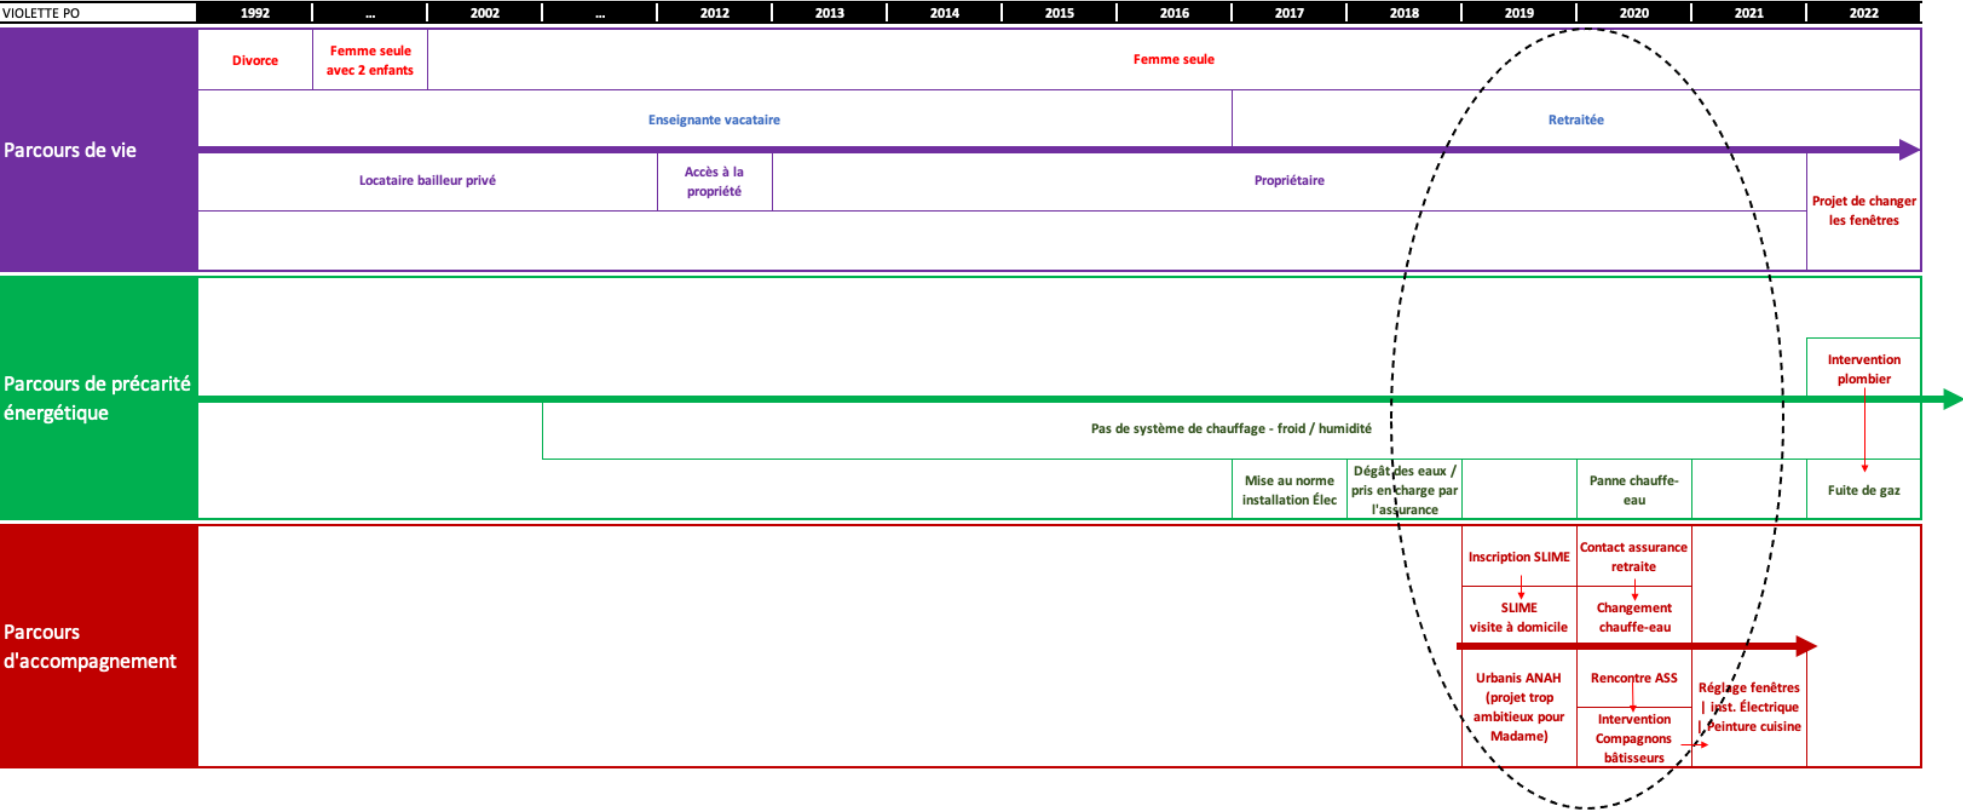 VIOLETTE PO 1992 ... 2002 ... 2012 2013 2014 2015 2016 2017 2018 2019 2020 2021 2022
Parcours de vie
Divorce
Femme seule
avec 2 enfants
Femme seule
Enseignante vacataire
Retraitée
Locataire bailleur privé
Accès à la
propriété
Propriétaire
Projet de changer
les fenêtres
Parcours de précarité
énergétique
Intervention
plombier
Pas de système de chauffage - froid / humidité
Mise au norme
installation Élec
Dégât des eaux /
pris en charge par
l'assurance
Panne chauffe-
eau
Fuite de gaz
Parcours
d'accompagnement
Inscription SLIME
SLIME
visite à domicile
Contact assurance
retraite
Changement
chauffe-eau
Urbanis ANAH
(projet trop
ambitieux pour
Madame)
Rencontre ASS
Intervention
Compagnons
bâtisseurs
Réglage fenêtres
| inst. Électrique
| Peinture cuisine